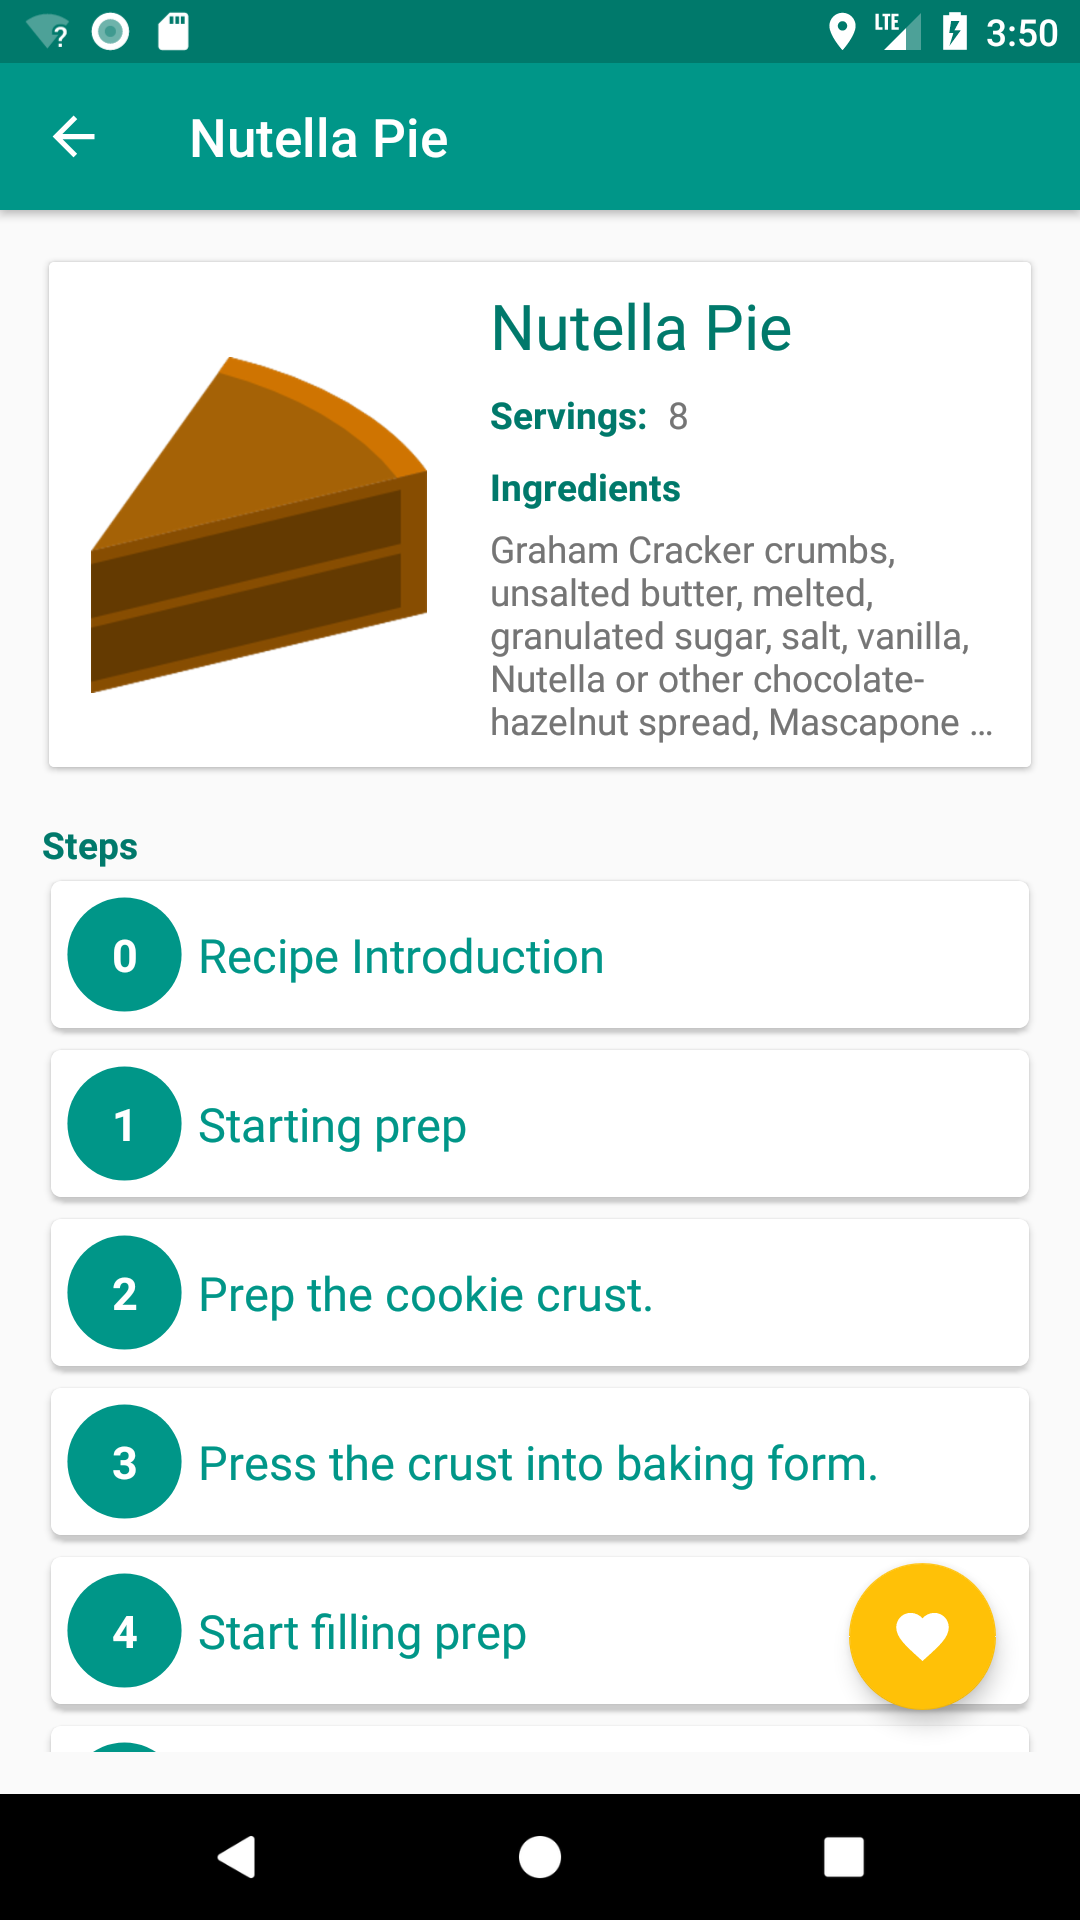 ? LTE 3:50
Nutella Pie
Nutella Pie
Servings: 8
Ingredients
Graham Cracker crumbs,
unsalted butter, melted,
granulated sugar, salt, vanilla,
Nutella or other chocolate-
hazelnut spread, Mascapone ...
Steps
0 Recipe Introduction
1 Starting prep
2 Prep the cookie crust.
3 Press the crust into baking form.
4 Start filling prep